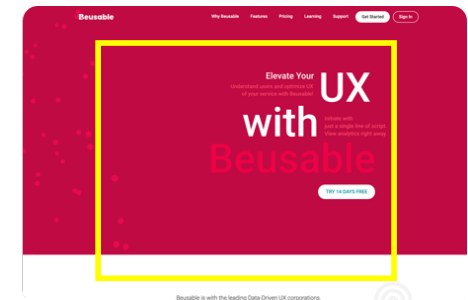 Beusable
Why Beusable Features Pricing Learning Support Get Started Sign In
Elevate Your UX
Understand users and optimize UX
of your service with Beusable!
with
Initiate with
just a single line of script.
View analytics right away.
Beusable
TRY 14 DAYS FREE
Beusable is with the leading Data-Driven UX corporations.